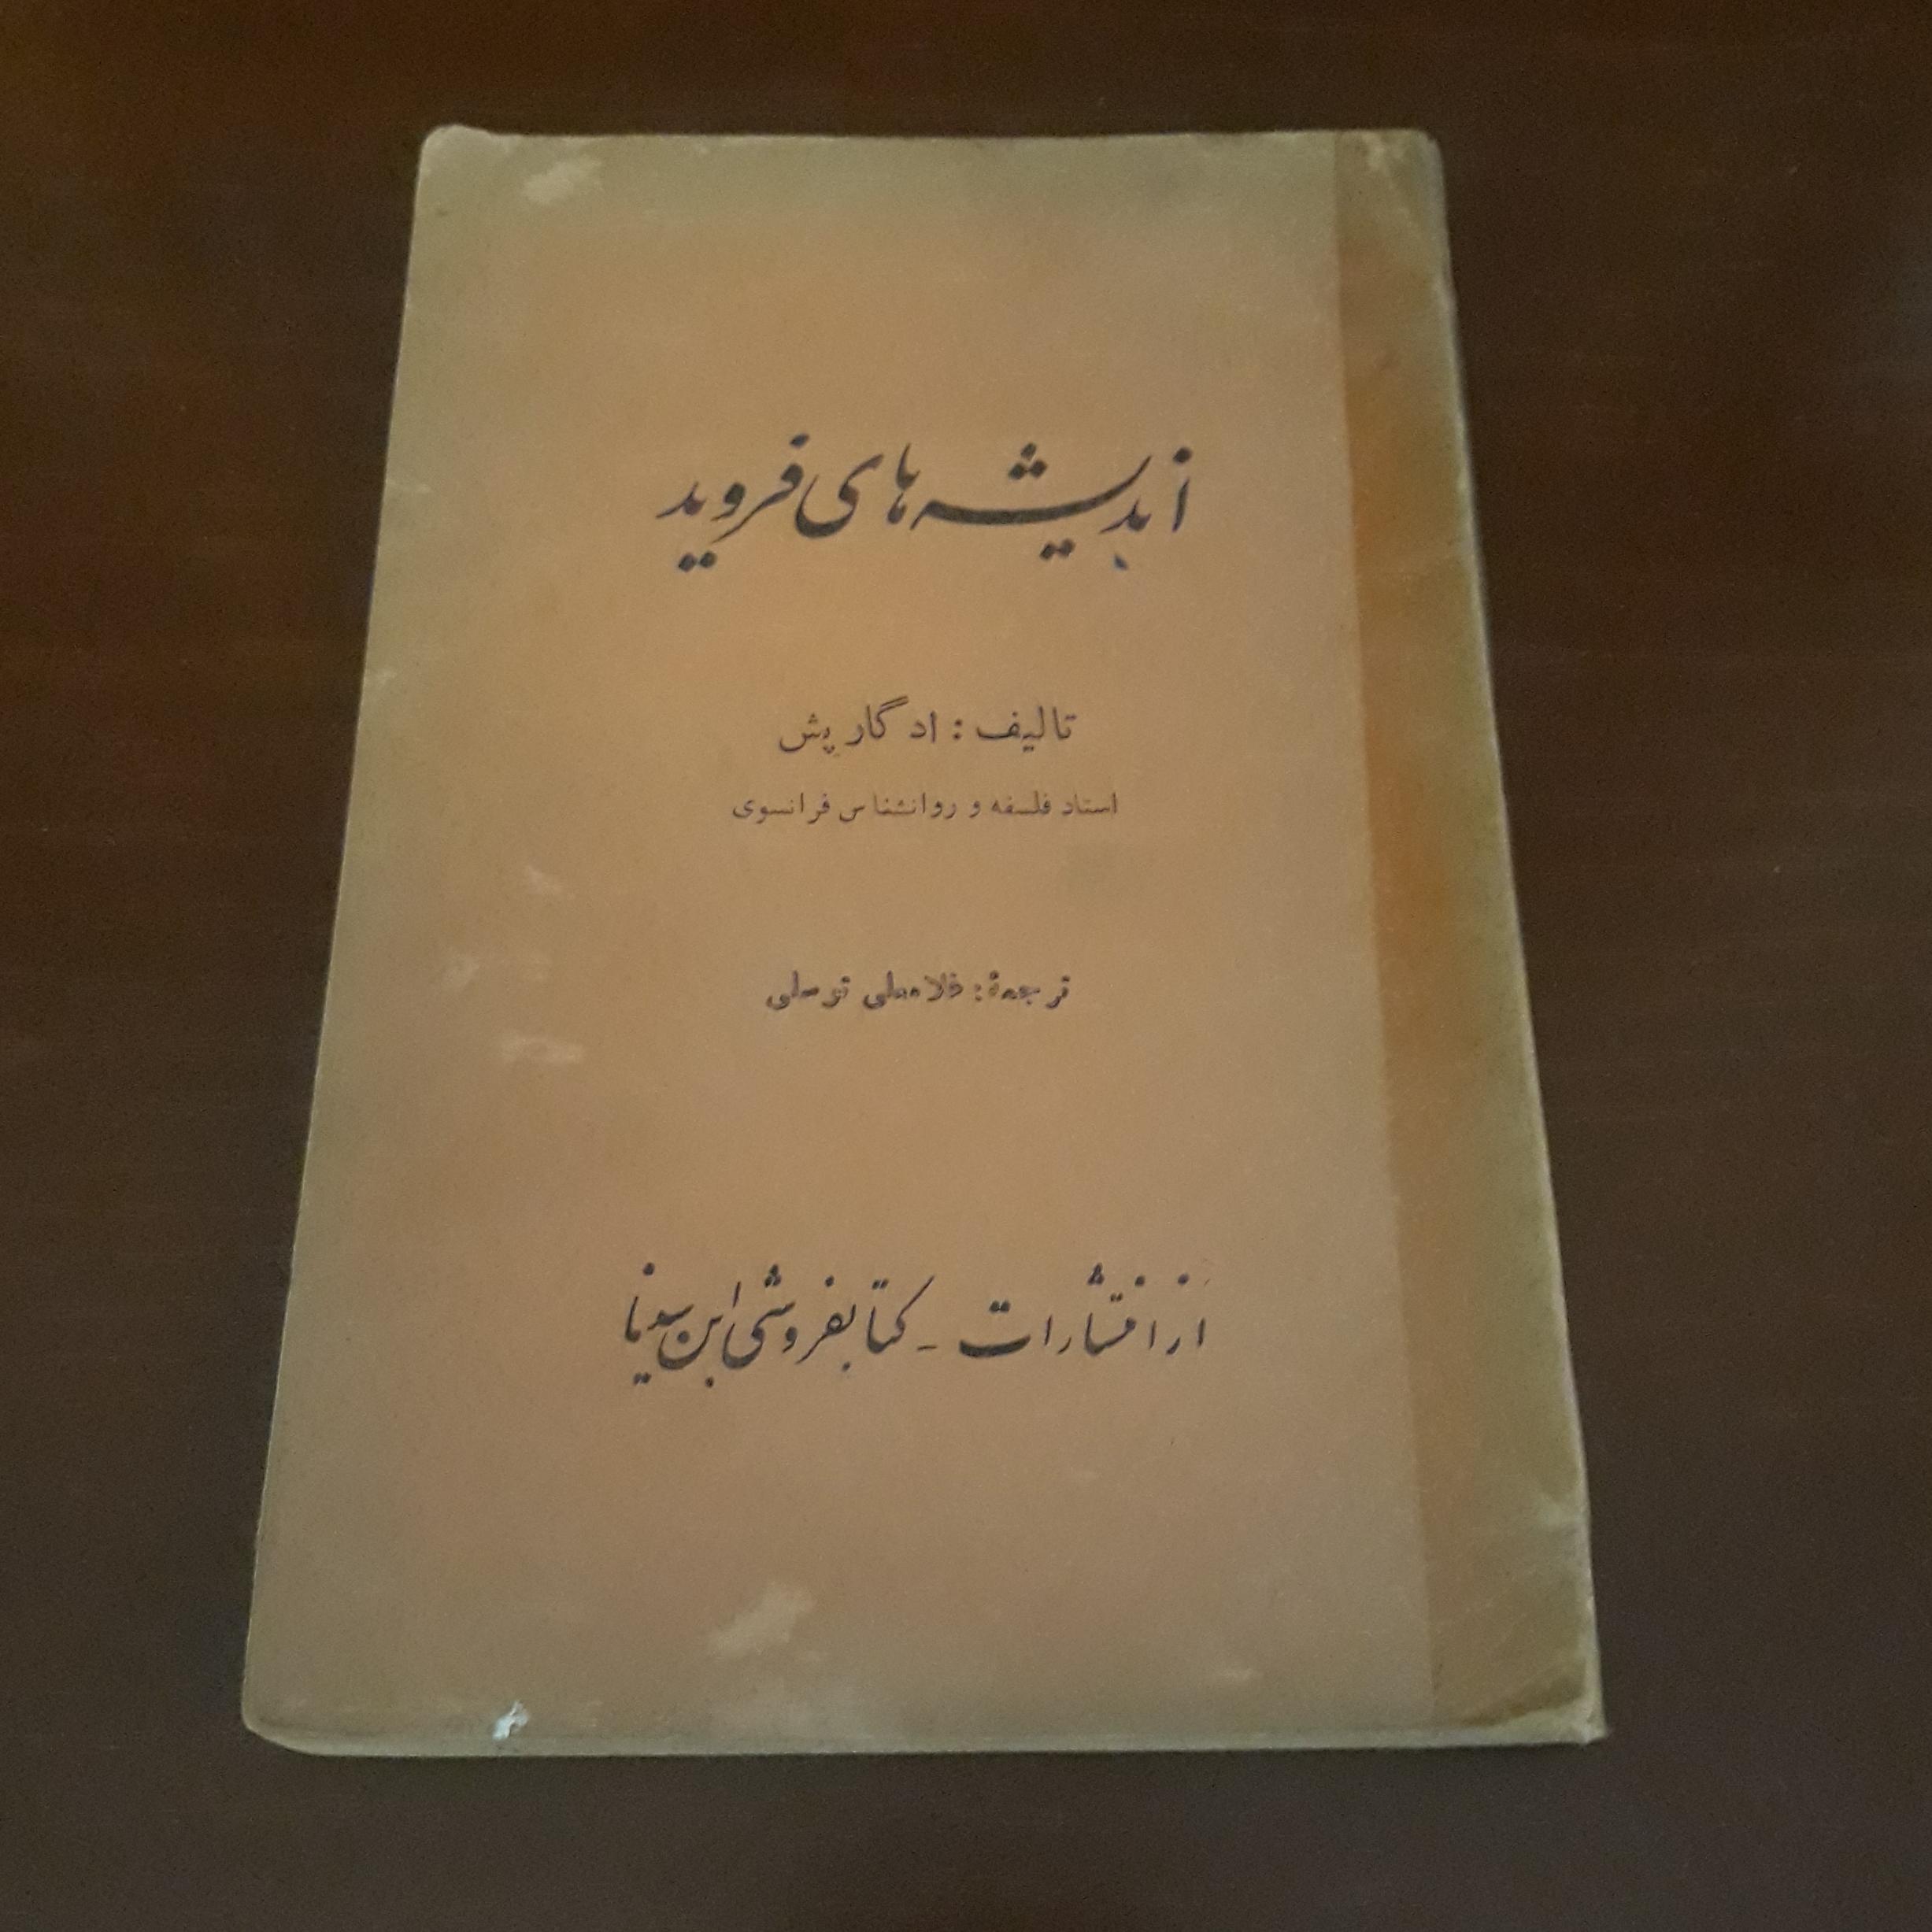 اندیشه‌های فروید
تالیف : ادگار پش
استاد فلسفه و روانشناس فرانسوی
ترجمهٔ : غلامعلی توسلی
از انتشارات - کتابفروشی ابن سینا